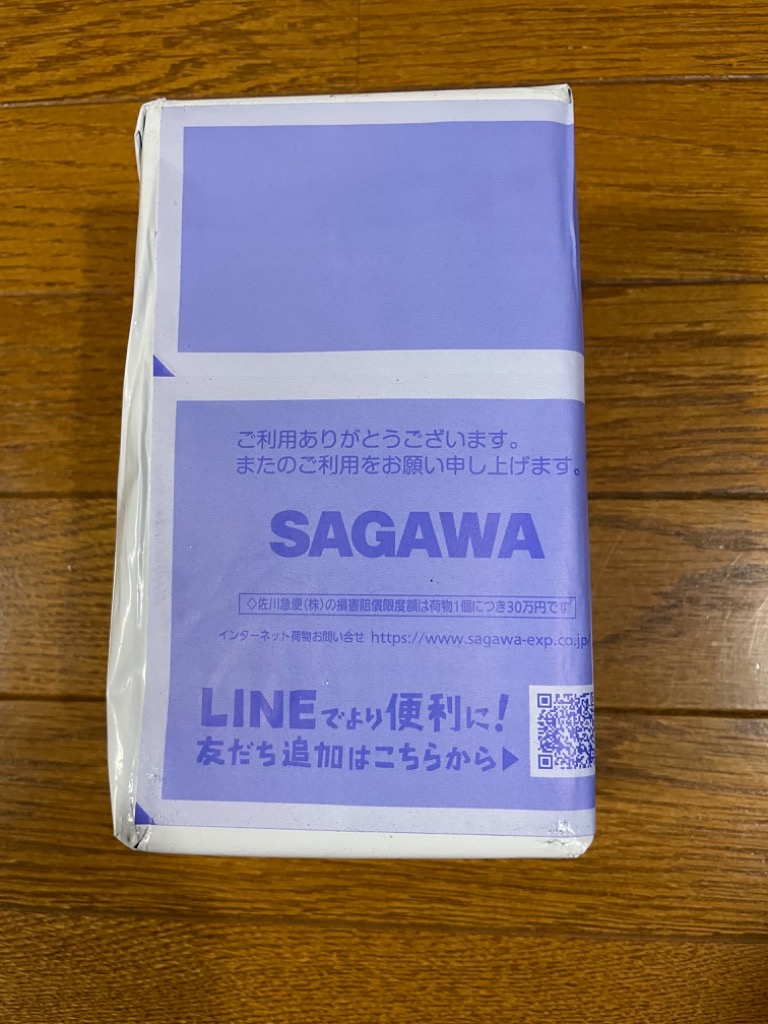 ご利用ありがとうございます。
またのご利用をお願い申し上げます。
SAGAWA
◇佐川急便(株)の損害賠償限度額は荷物1個につき30万円です
インターネット荷物お問い合せ https://www.sagawa-exp.co.jp/
LINEでより便利に!
友だち追加はこちらから▶